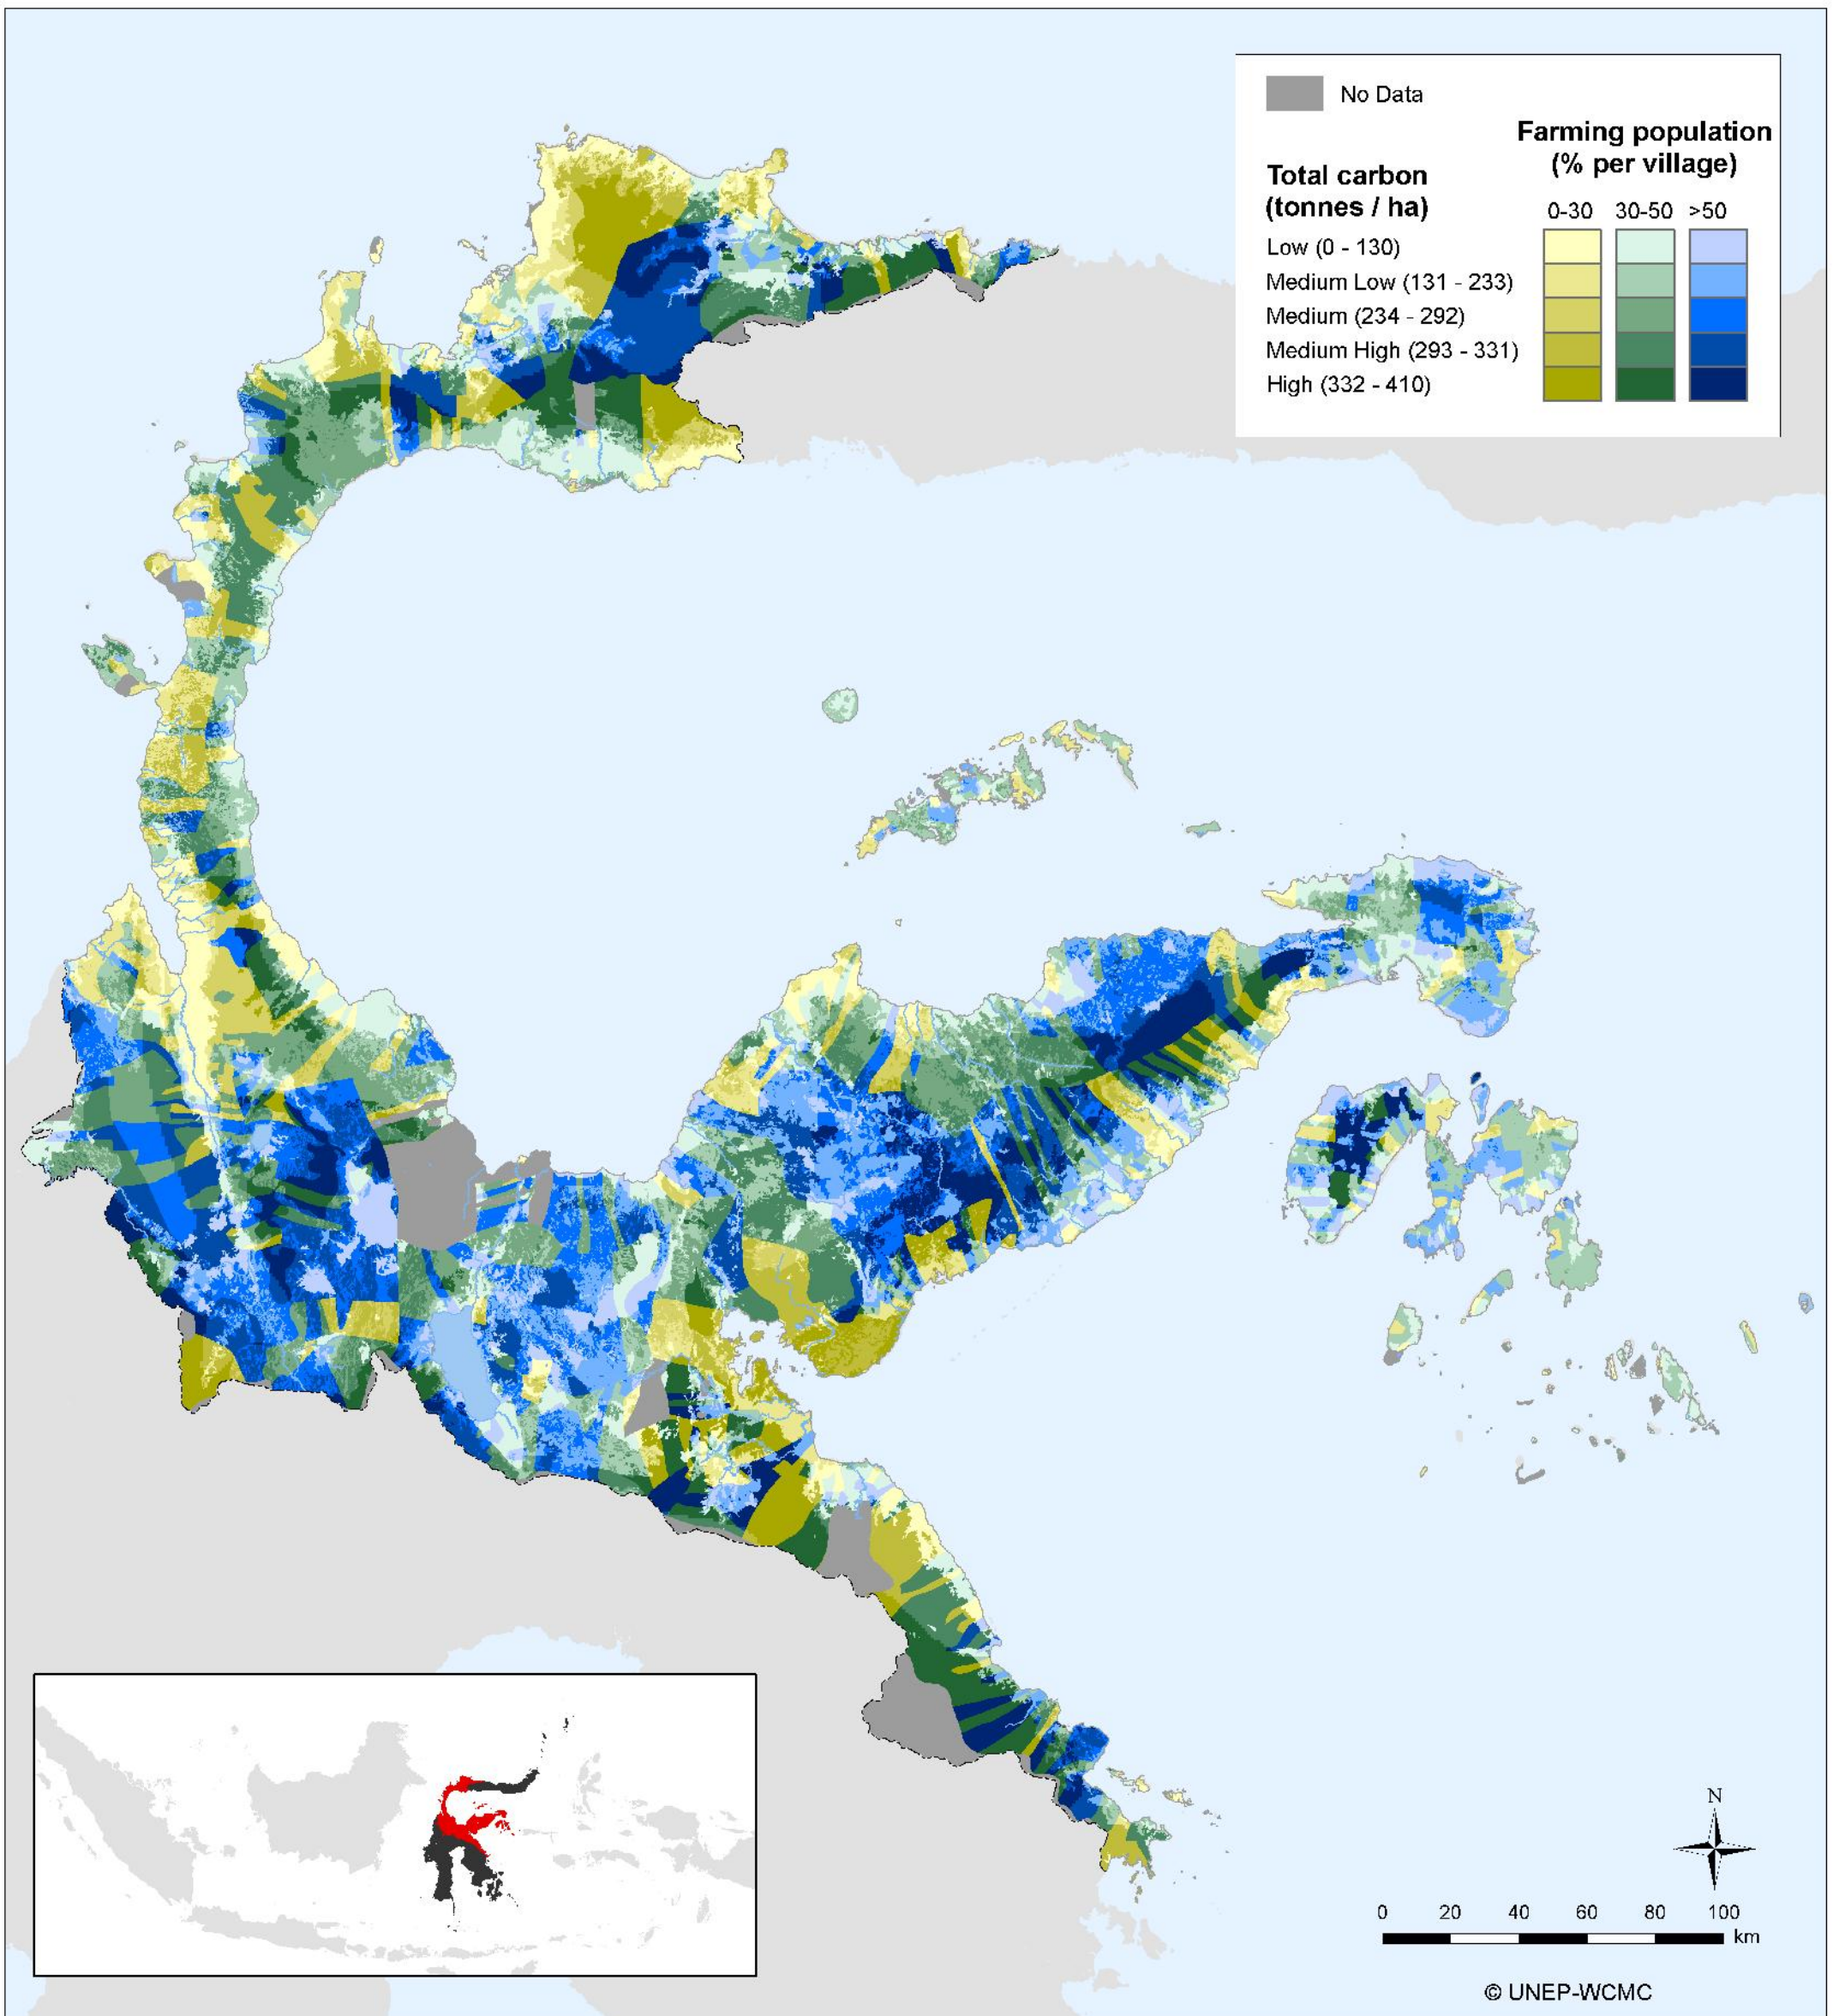 No Data
Farming population
(% per village)
Total carbon
(tonnes / ha)
0-30 30-50 >50
Low (0 - 130)
Medium Low (131 - 233)
Medium (234 - 292)
Medium High (293 - 331)
High (332 - 410)
N
0 20 40 60 80 100
km
© UNEP-WCMC